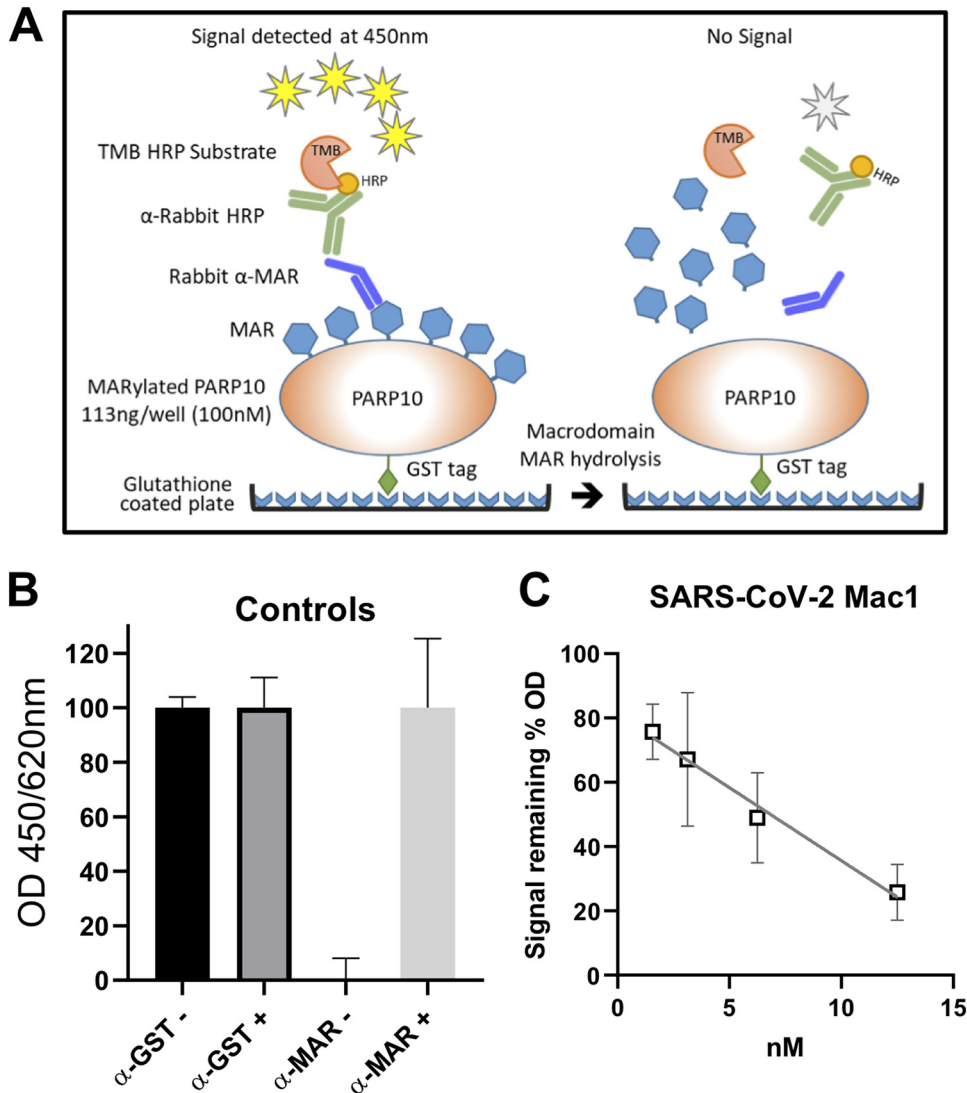 A
Signal detected at 450nm
No Signal
TMB HRP Substrate
TMB
HRP
α-Rabbit HRP
Rabbit α-MAR
MAR
MARylated PARP10
113ng/well (100nM)
PARP10
GST tag
Glutathione
coated plate
Macrodomain
MAR hydrolysis
TMB
HRP
PARP10
GST tag
B
Controls
OD 450/620nm
120
100
80
60
40
20
0
α-GST -
α-GST +
α-MAR -
α-MAR +
C
SARS-CoV-2 Mac1
Signal remaining % OD
100
80
60
40
20
0
0 5 10 15
nM